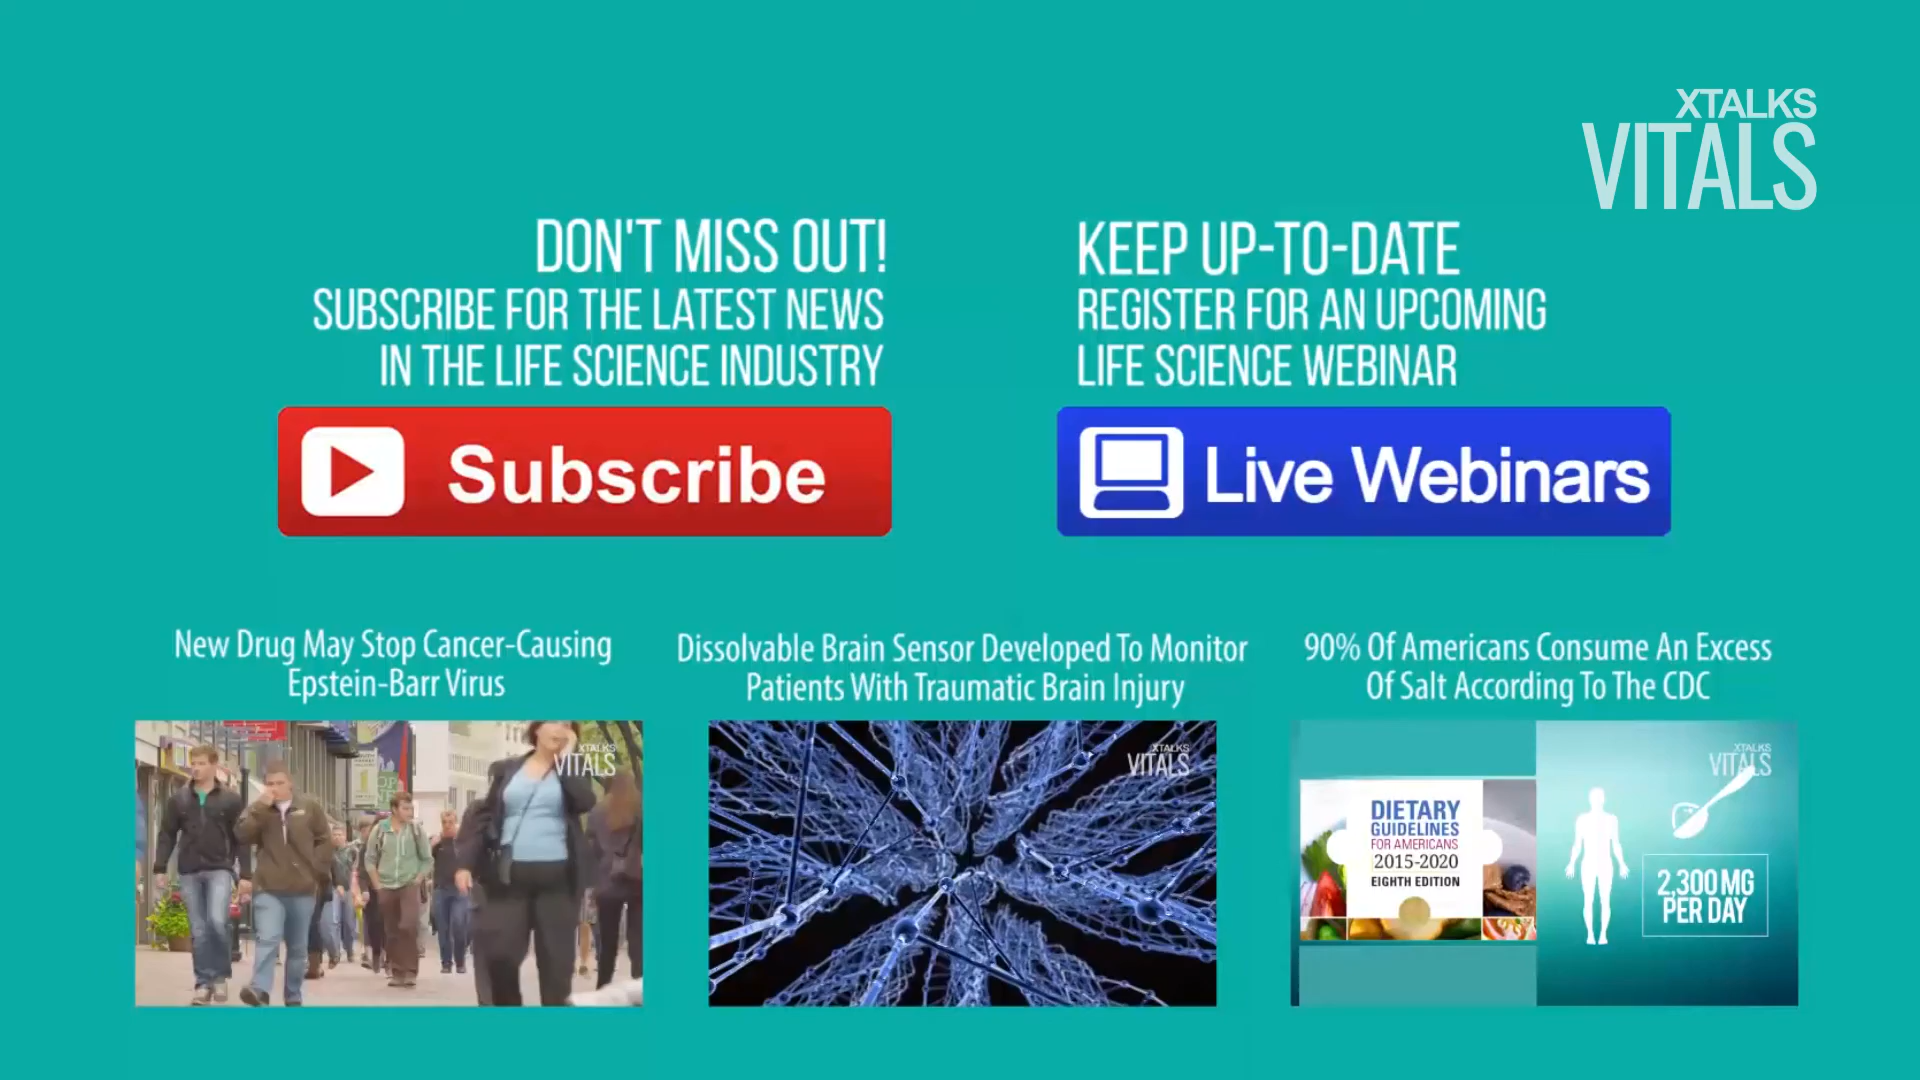 XTALKS
VITALS
DON'T MISS OUT!
SUBSCRIBE FOR THE LATEST NEWS
IN THE LIFE SCIENCE INDUSTRY
Subscribe
KEEP UP-TO-DATE
REGISTER FOR AN UPCOMING
LIFE SCIENCE WEBINAR
Live Webinars
New Drug May Stop Cancer-Causing
Epstein-Barr Virus
XTALKS
VITALS
Dissolvable Brain Sensor Developed To Monitor
Patients With Traumatic Brain Injury
XTALKS
VITALS
90% Of Americans Consume An Excess
Of Salt According To The CDC
XTALKS
VITALS
DIETARY
GUIDELINES
FOR AMERICANS
2015-2020
EIGHTH EDITION
2,300 MG
PER DAY